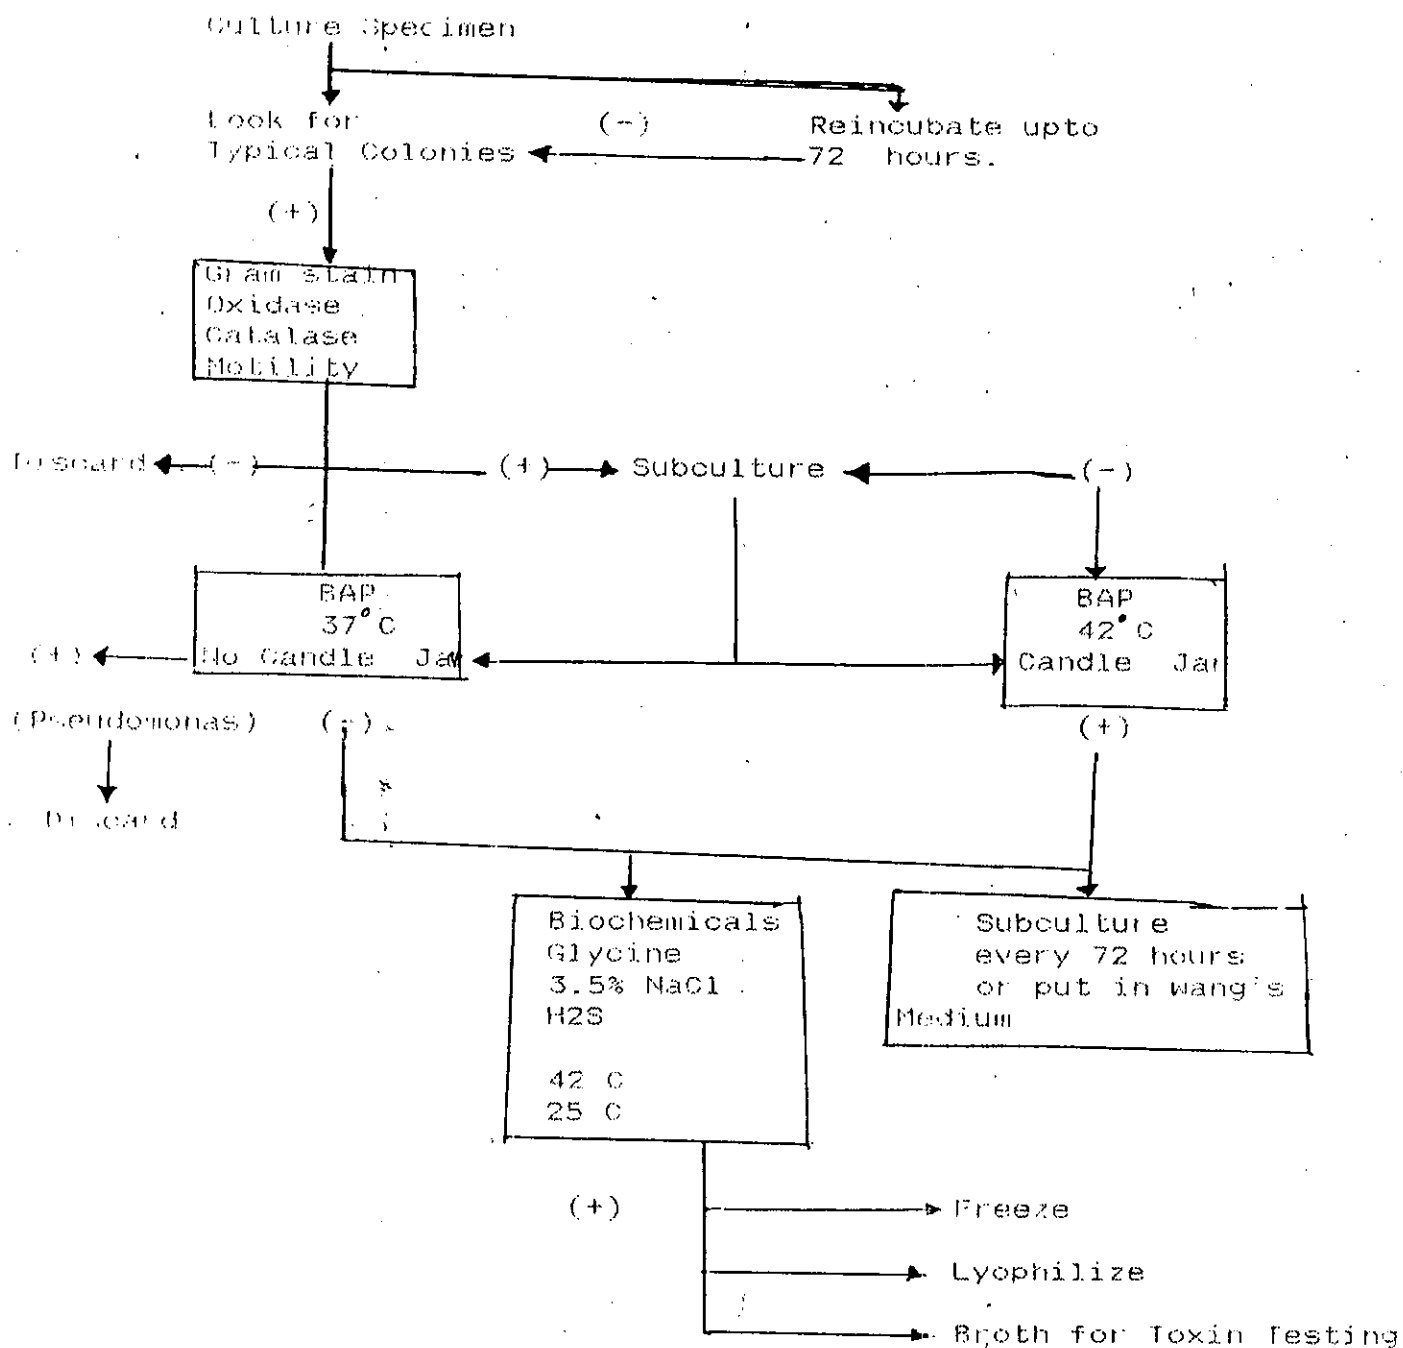 Culture Specimen
Look for
Typical Colonies
(-)
Reincubate upto
72 hours.
(+)
Gram stain
Oxidase
Catalase
Motility
Discard
(-)
(+)
Subculture
(-)
BAP
37°C
No Candle Jar
BAP
42°C
Candle Jar
(+)
(Pseudomonas)
(-)
(+)
Discard
Biochemicals
Glycine
3.5% NaCl
H2S
42 C
25 C
Subculture
every 72 hours
or put in wang's
Medium
(+)
Freeze
Lyophilize
Broth for Toxin Testing